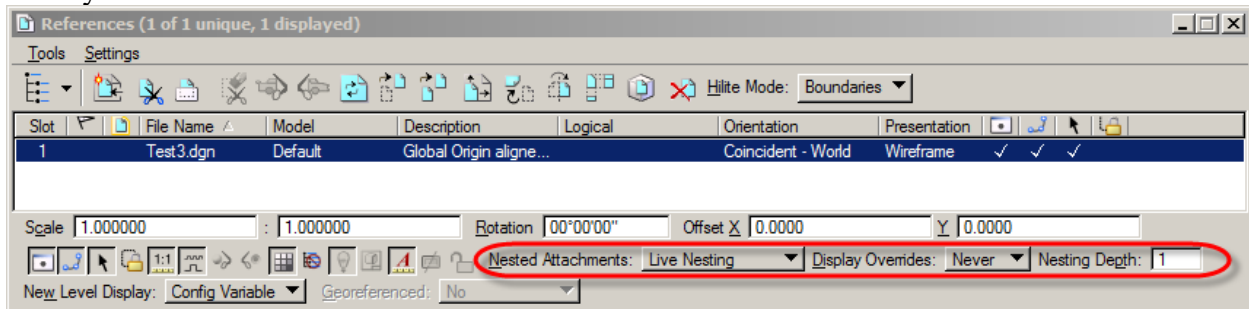 References (1 of 1 unique, 1 displayed)
Tools Settings
Hilite Mode: Boundaries
Slot File Name Model Description Logical Orientation Presentation
1 Test3.dgn Default Global Origin aligne... Coincident - World Wireframe
Scale 1.000000 : 1.000000 Rotation 00°00'00" Offset X 0.0000 Y 0.0000
1:1 A Nested Attachments: Live Nesting Display Overrides: Never Nesting Depth: 1
New Level Display: Config Variable Georeferenced: No